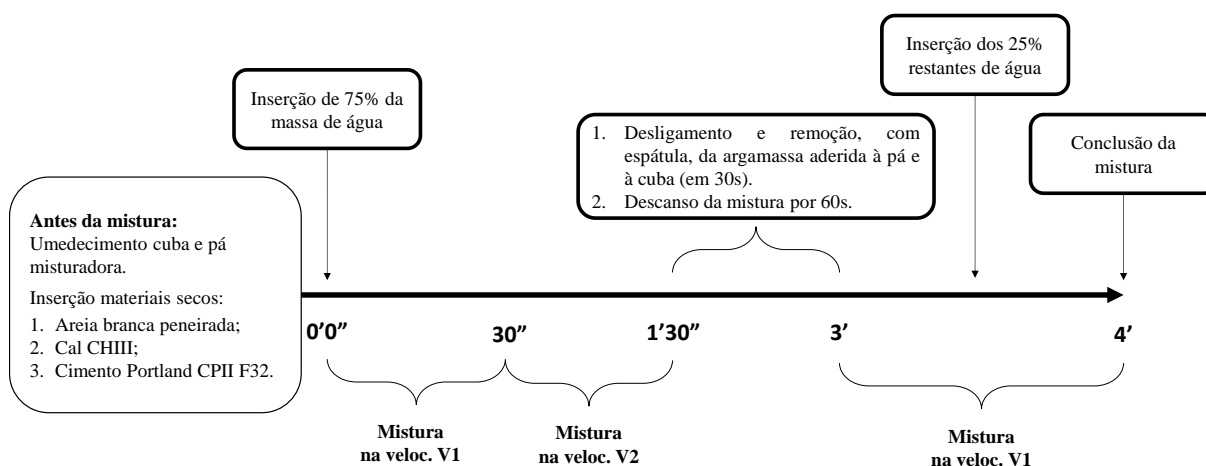 Antes da mistura:
Umedecimento cuba e pá
misturadora.
Inserção materiais secos:
1. Areia branca peneirada;
2. Cal CHIII;
3. Cimento Portland CPII F32.
Inserção de 75% da
massa de água
1. Desligamento e remoção, com
espátula, da argamassa aderida à pá e
à cuba (em 30s).
2. Descanso da mistura por 60s.
Inserção dos 25%
restantes de água
Conclusão da
mistura
0’0” 30” 1’30” 3’ 4’
Mistura
na veloc. V1
Mistura
na veloc. V2
Mistura
na veloc. V1